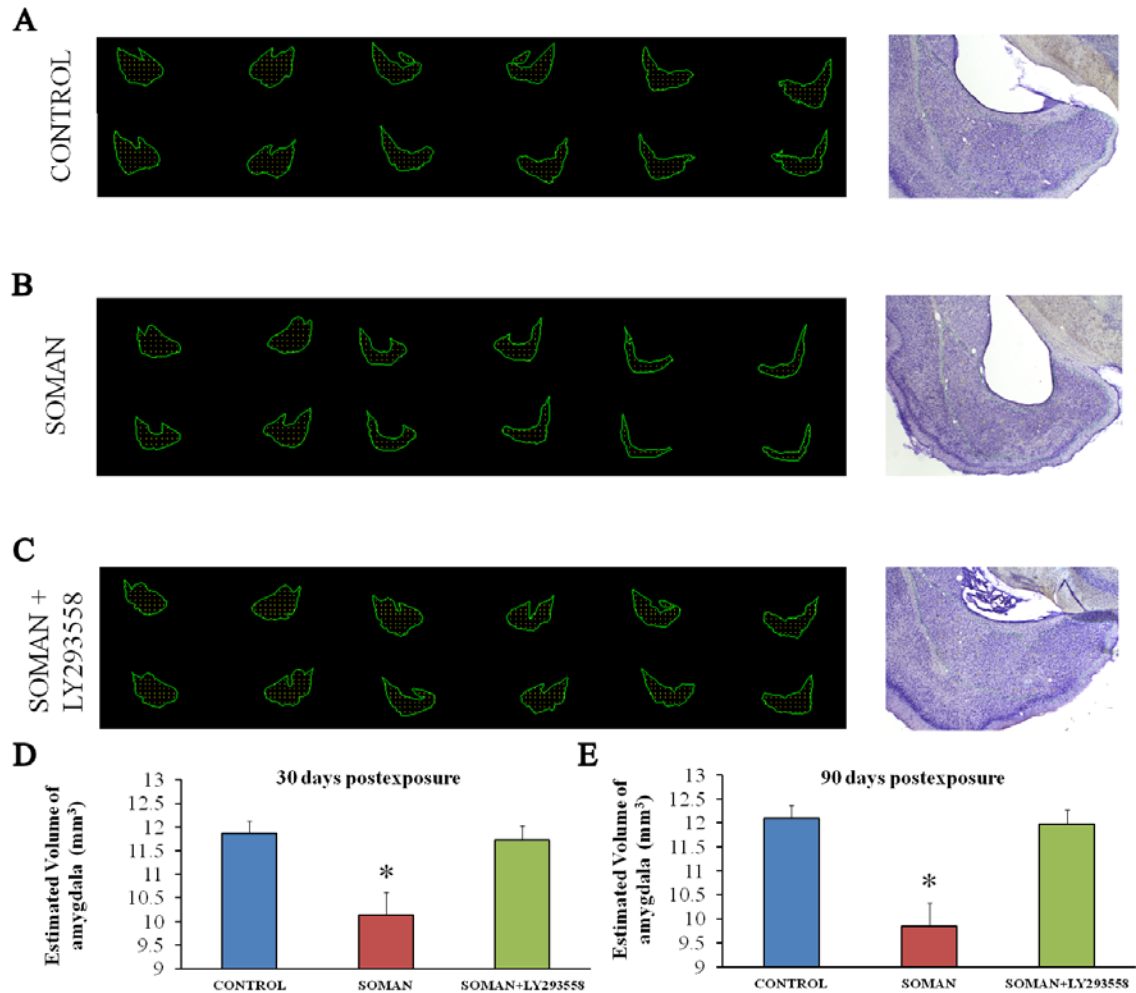 A
CONTROL
B
SOMAN
C
SOMAN +
LY293558
D
30 days postexposure
Estimated Volume of
amygdala (mm³)
13
12.5
12
11.5
11
10.5
10
9.5
9
*
CONTROL
SOMAN
SOMAN+LY293558
E
90 days postexposure
Estimated Volume of
amygdala (mm³)
13
12.5
12
11.5
11
10.5
10
9.5
9
*
CONTROL
SOMAN
SOMAN+LY293558